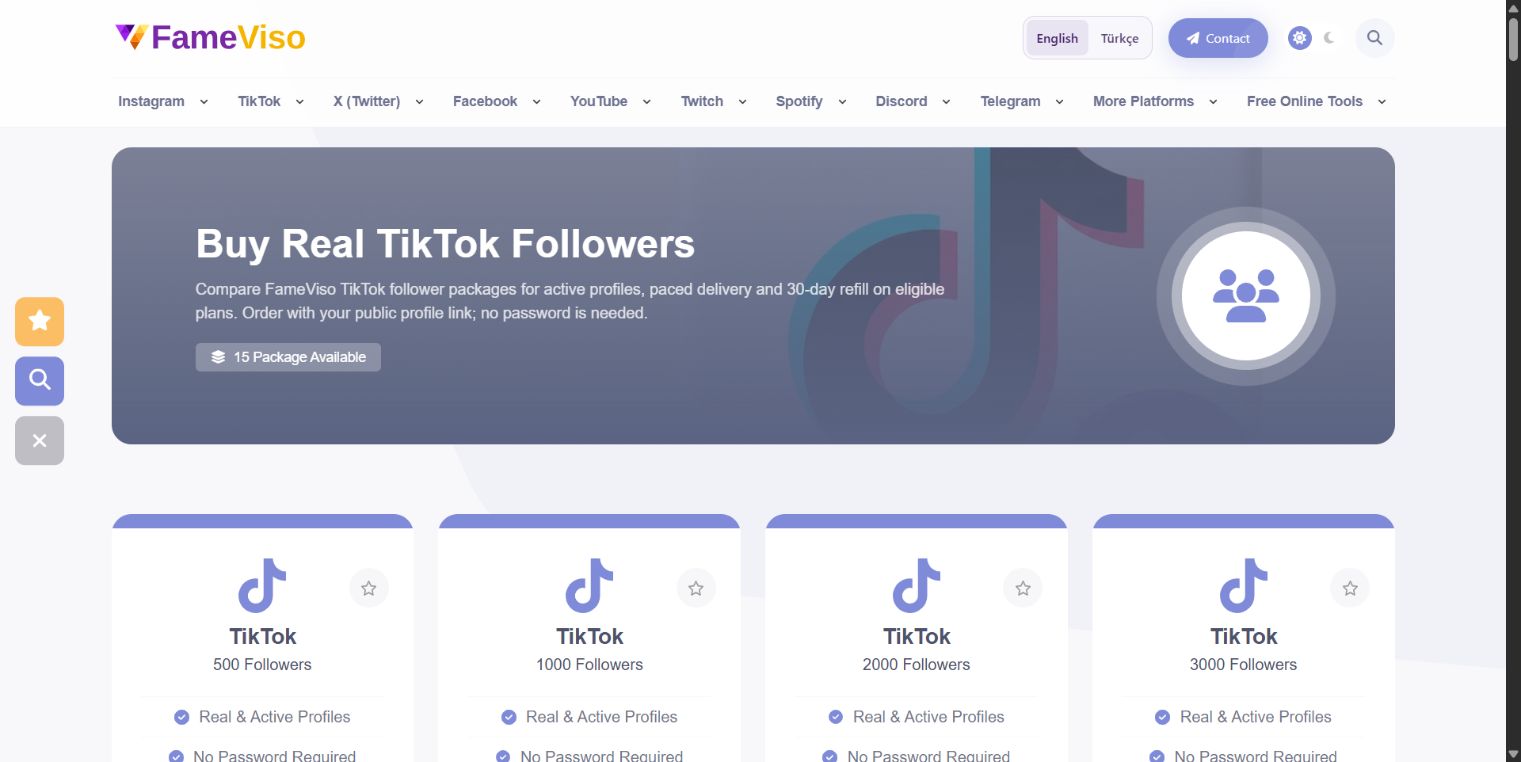 FameViso
English Türkçe Contact
Instagram TikTok X (Twitter) Facebook YouTube Twitch Spotify Discord Telegram More Platforms Free Online Tools
Buy Real TikTok Followers
Compare FameViso TikTok follower packages for active profiles, paced delivery and 30-day refill on eligible
plans. Order with your public profile link; no password is needed.
15 Package Available
TikTok TikTok TikTok TikTok
500 Followers 1000 Followers 2000 Followers 3000 Followers
Real & Active Profiles Real & Active Profiles Real & Active Profiles Real & Active Profiles
No Password Required No Password Required No Password Required No Password Required